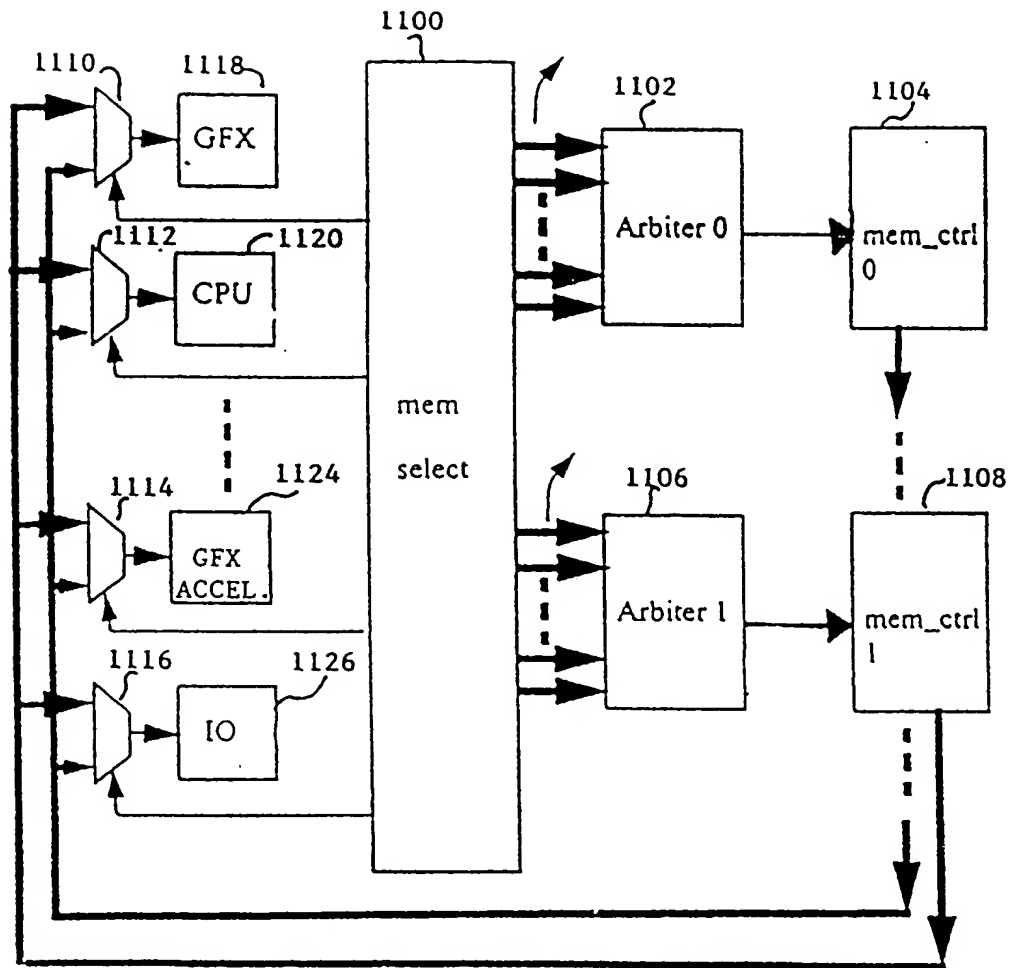 1100
1110
1118
1102
1104
GFX
Arbiter 0
mem_ctrl
0
1112
1120
CPU
mem
select
1114
1124
1106
1108
GFX
ACCEL.
Arbiter 1
mem_ctrl
1
1116
1126
IO